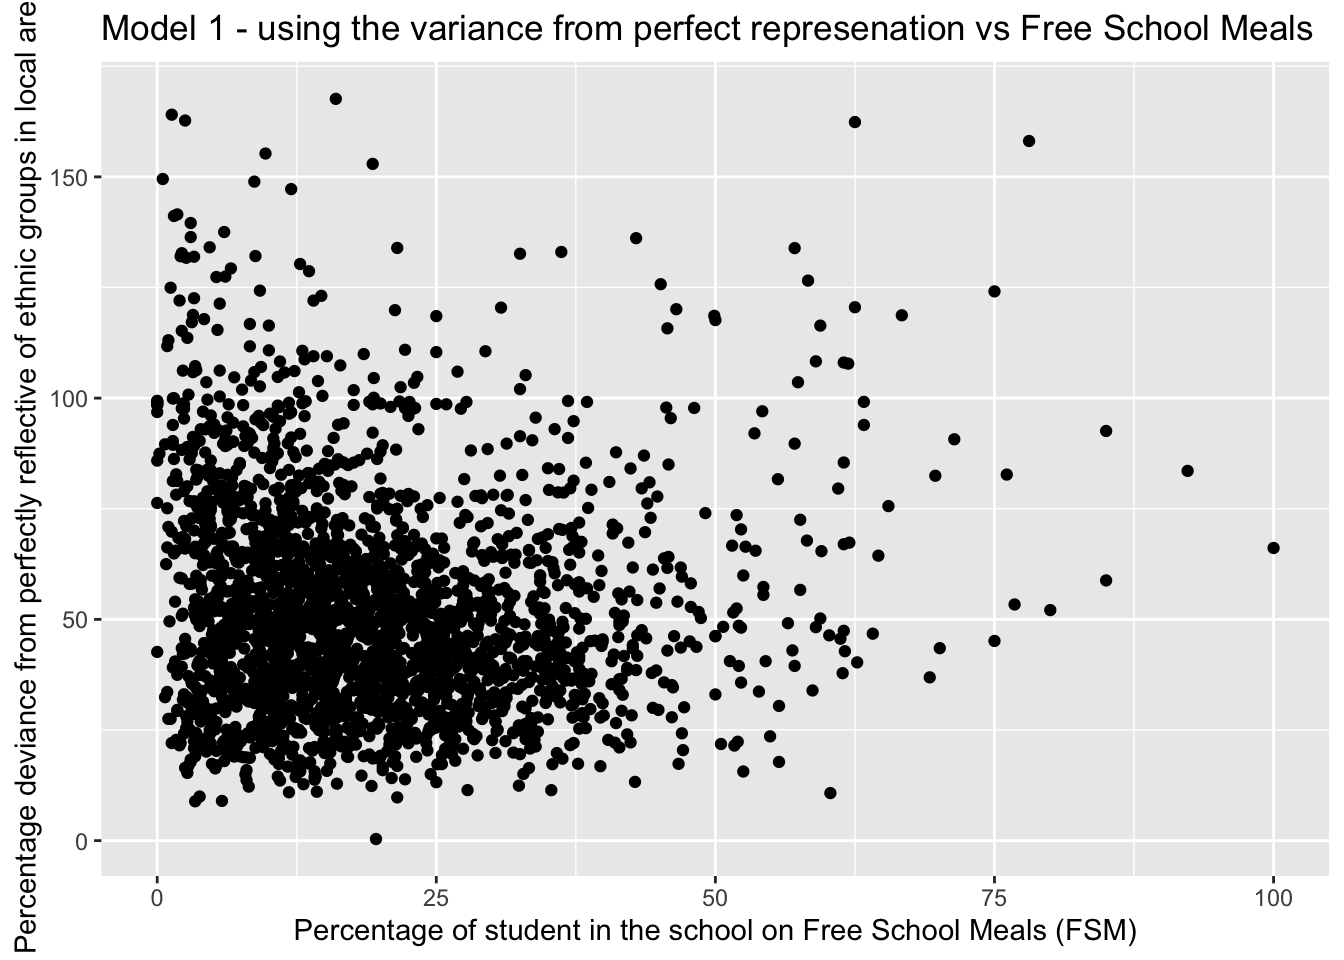 Model 1 - using the variance from perfect represenation vs Free School Meals
Percentage deviance from perfectly reflective of ethnic groups in local are
150
100
50
0
0 25 50 75 100
Percentage of student in the school on Free School Meals (FSM)